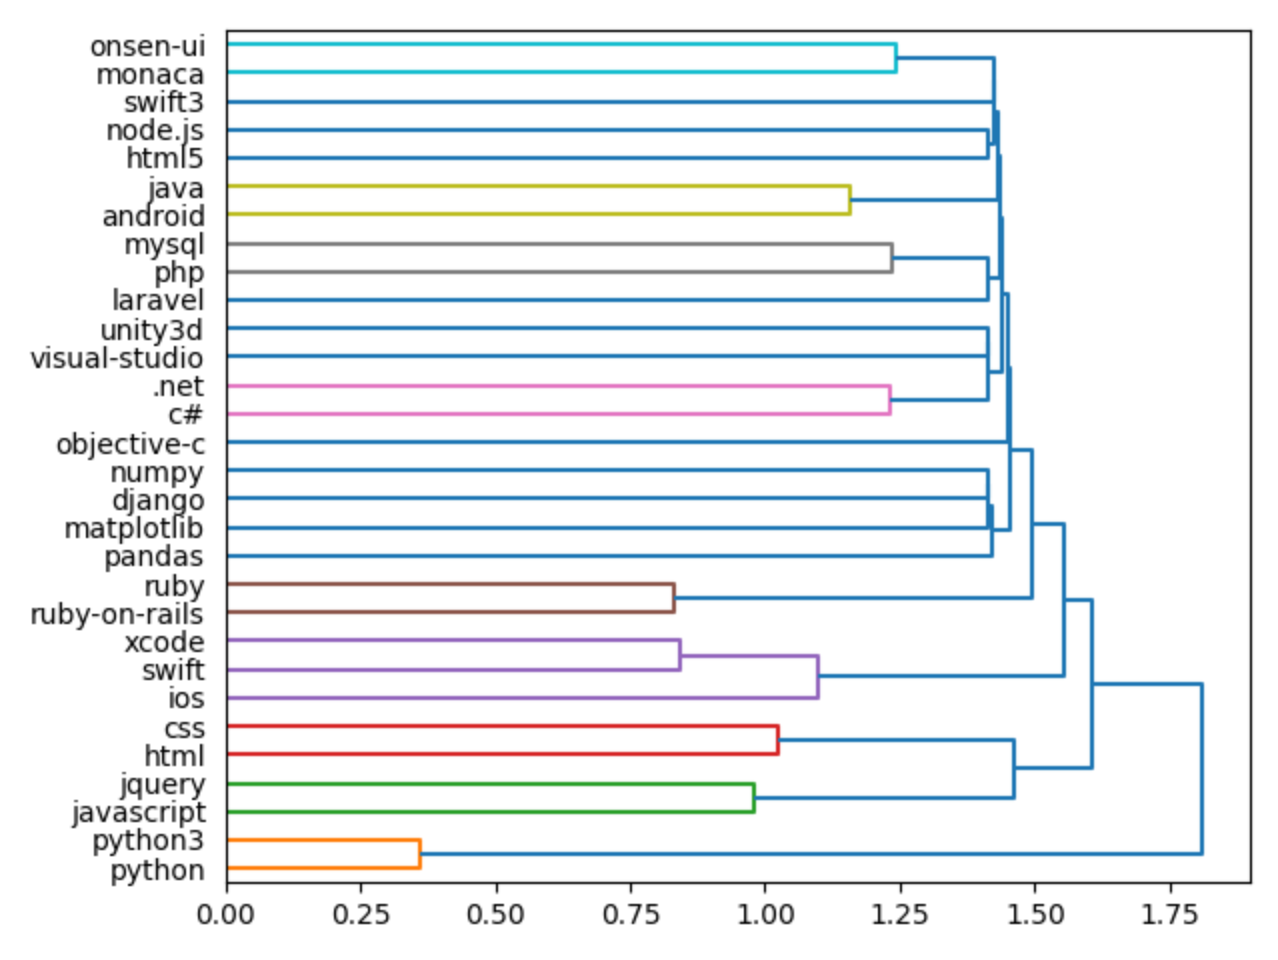 onsen-ui
monaca
swift3
node.js
html5
java
android
mysql
php
laravel
unity3d
visual-studio
.net
c#
objective-c
numpy
django
matplotlib
pandas
ruby
ruby-on-rails
xcode
swift
ios
css
html
jquery
javascript
python3
python
0.00 0.25 0.50 0.75 1.00 1.25 1.50 1.75